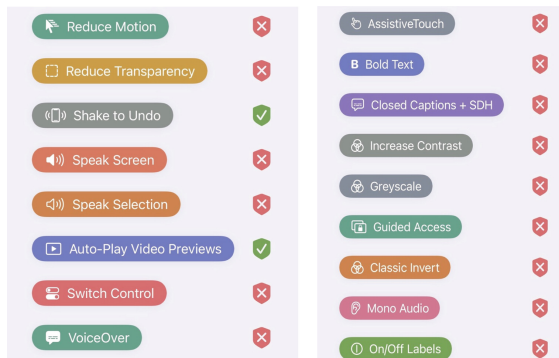 Reduce Motion
Reduce Transparency
Shake to Undo
Speak Screen
Speak Selection
Auto-Play Video Previews
Switch Control
VoiceOver
AssistiveTouch
B Bold Text
Closed Captions + SDH
Increase Contrast
Greyscale
Guided Access
Classic Invert
Mono Audio
On/Off Labels